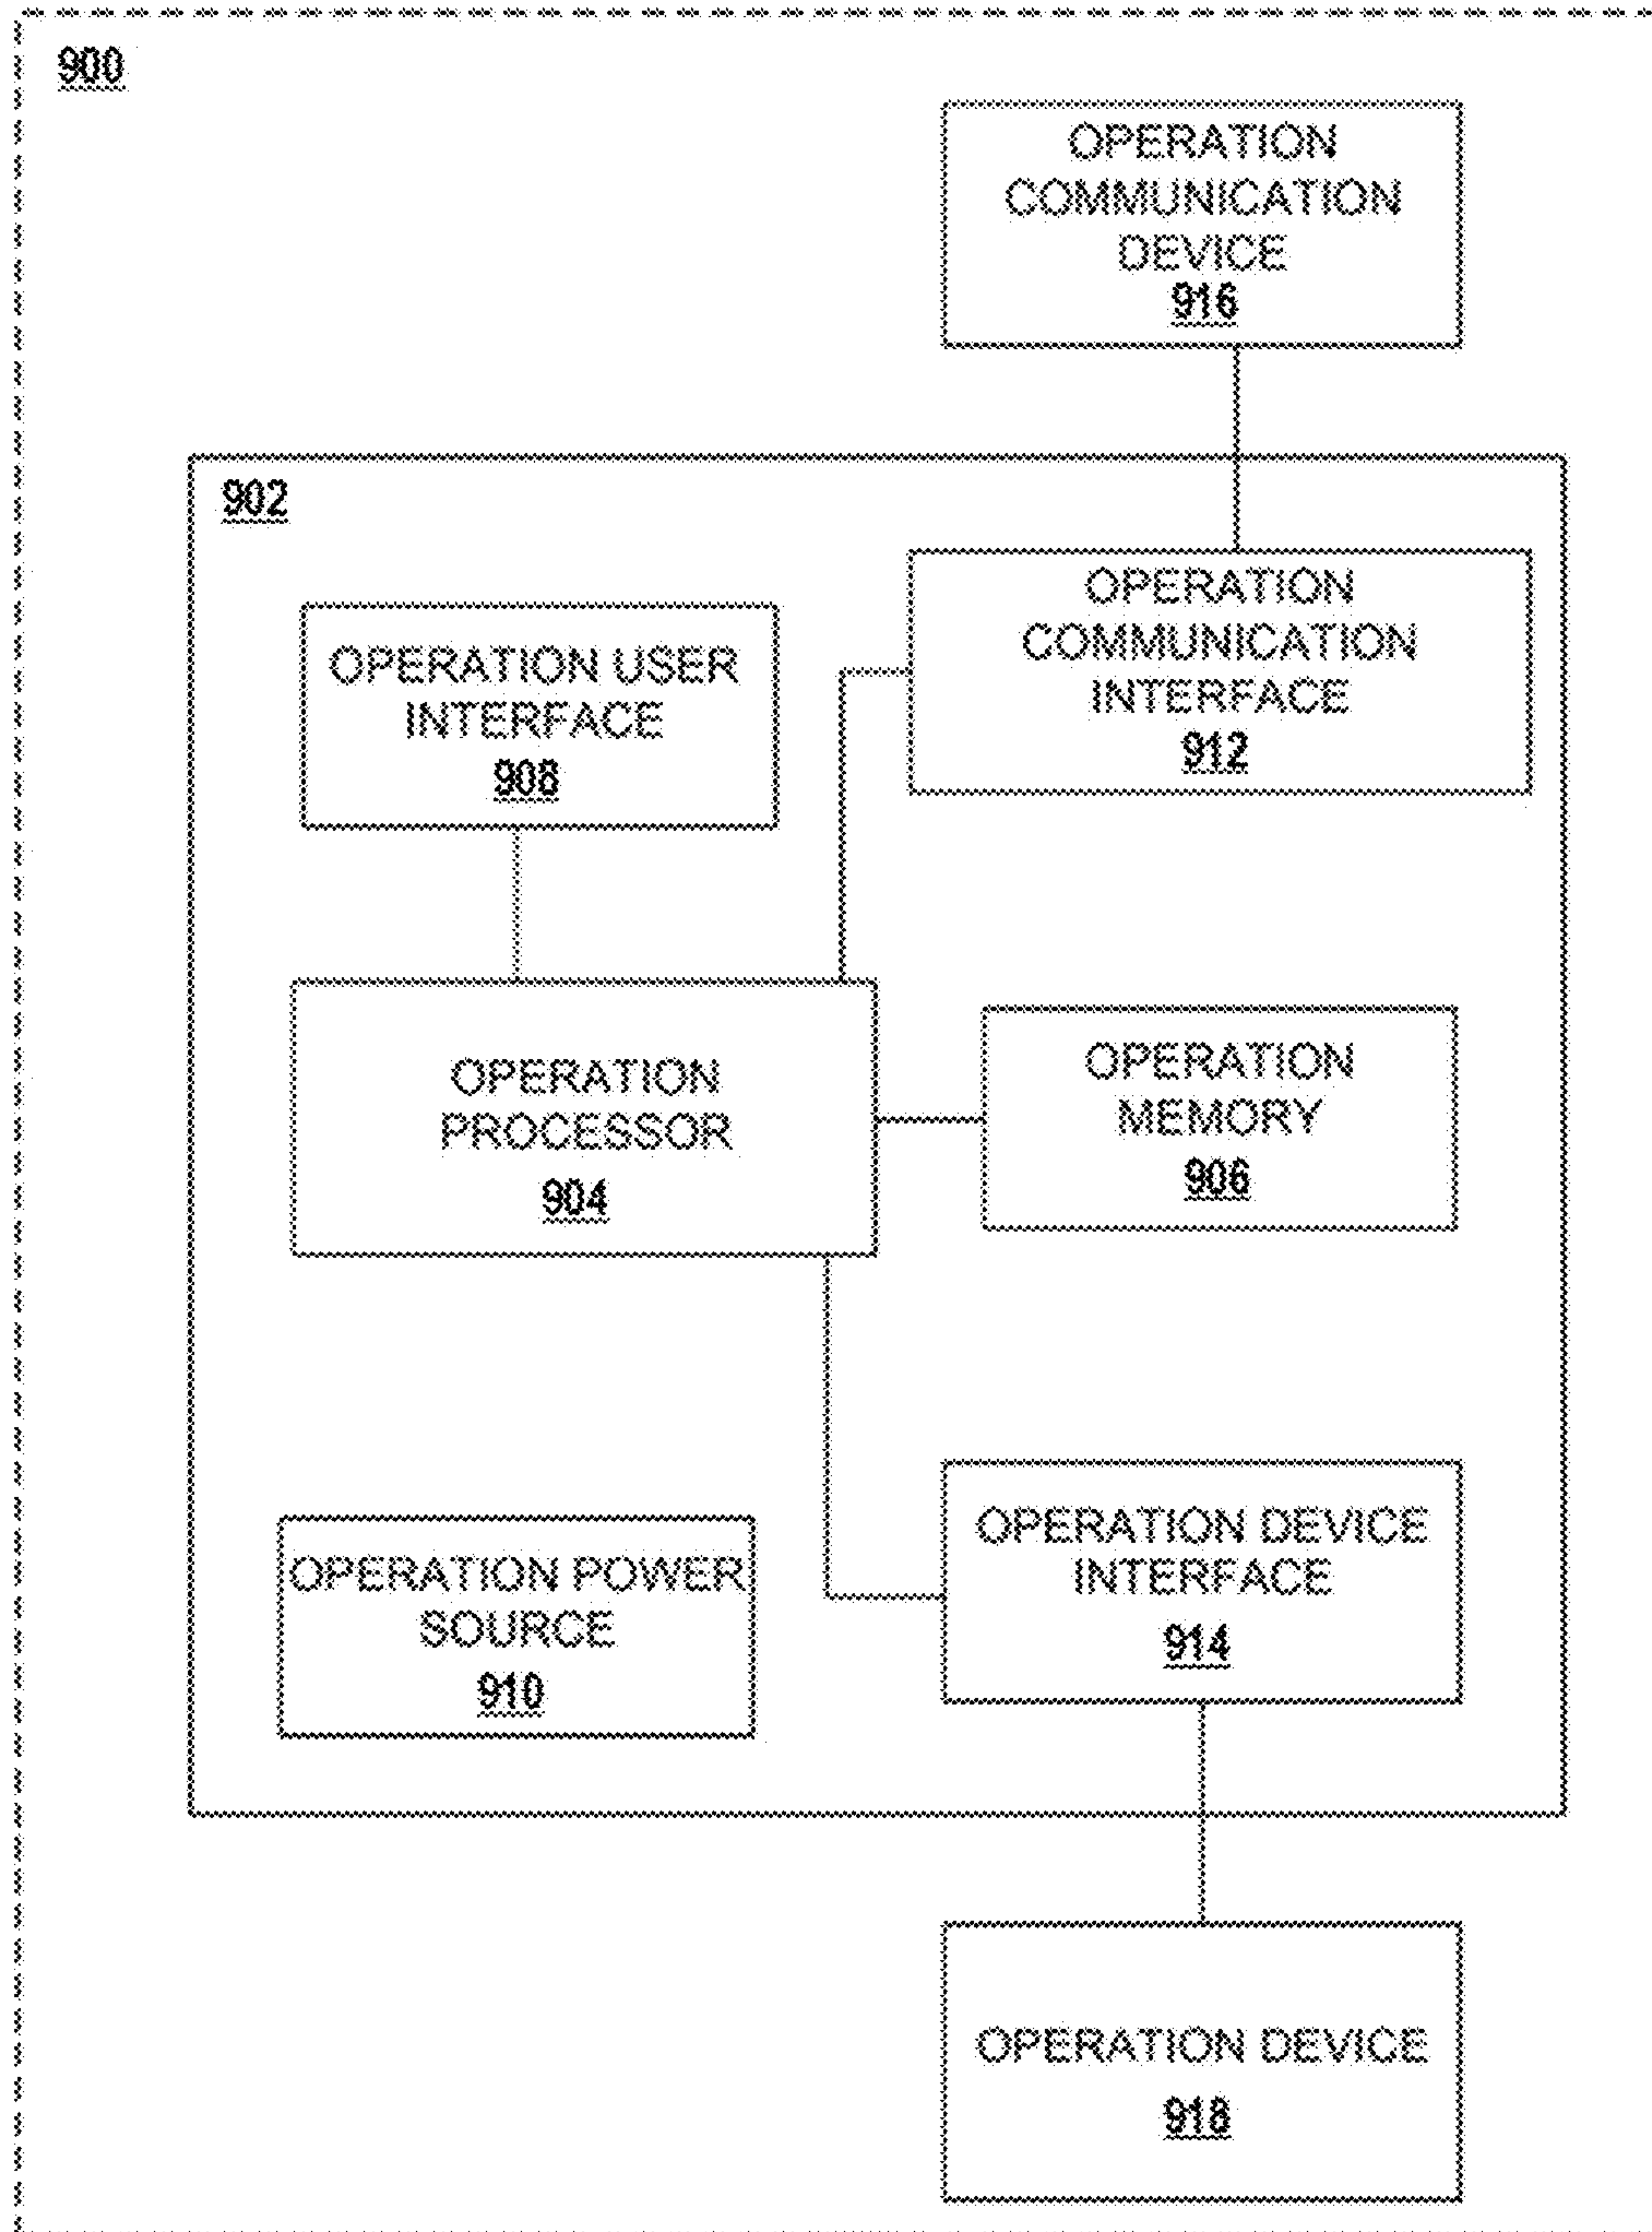 900
OPERATION
COMMUNICATION
DEVICE
916
902
OPERATION USER
INTERFACE
908
OPERATION
COMMUNICATION
INTERFACE
912
OPERATION
PROCESSOR
904
OPERATION
MEMORY
906
OPERATION POWER
SOURCE
910
OPERATION DEVICE
INTERFACE
914
OPERATION DEVICE
918